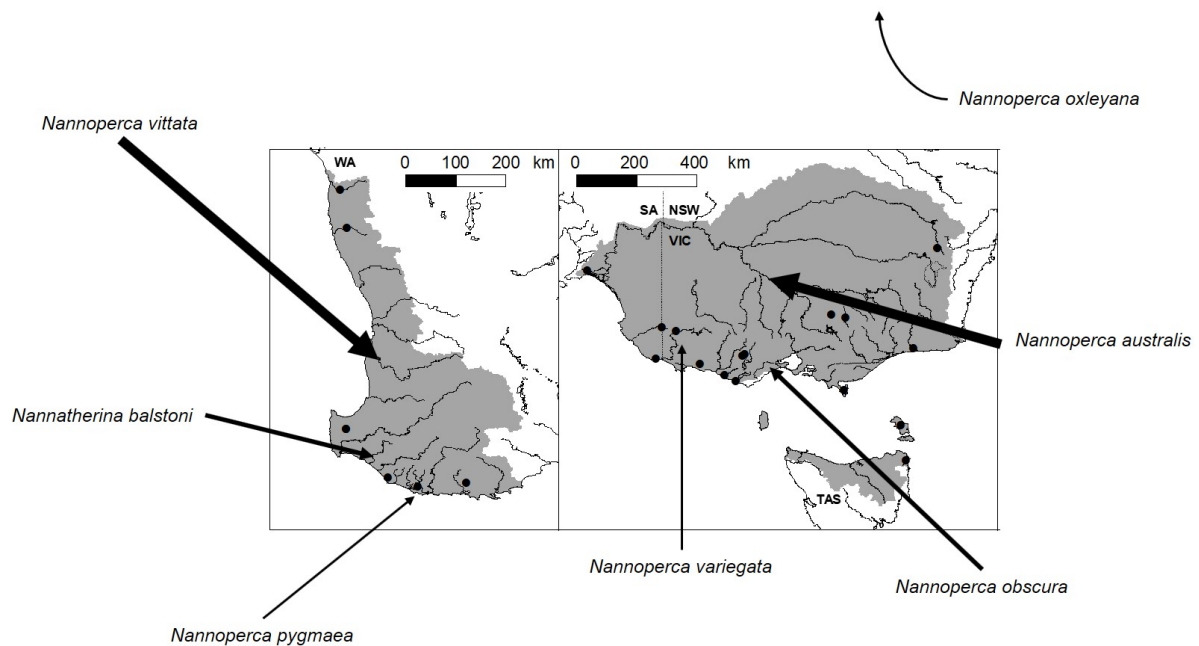 Nannoperca oxleyana
Nannoperca vittata
WA
0 100 200 km
0 200 400 km
SA NSW
VIC
Nannoperca australis
Nannatherina balstoni
TAS
Nannoperca variegata
Nannoperca obscura
Nannoperca pygmaea